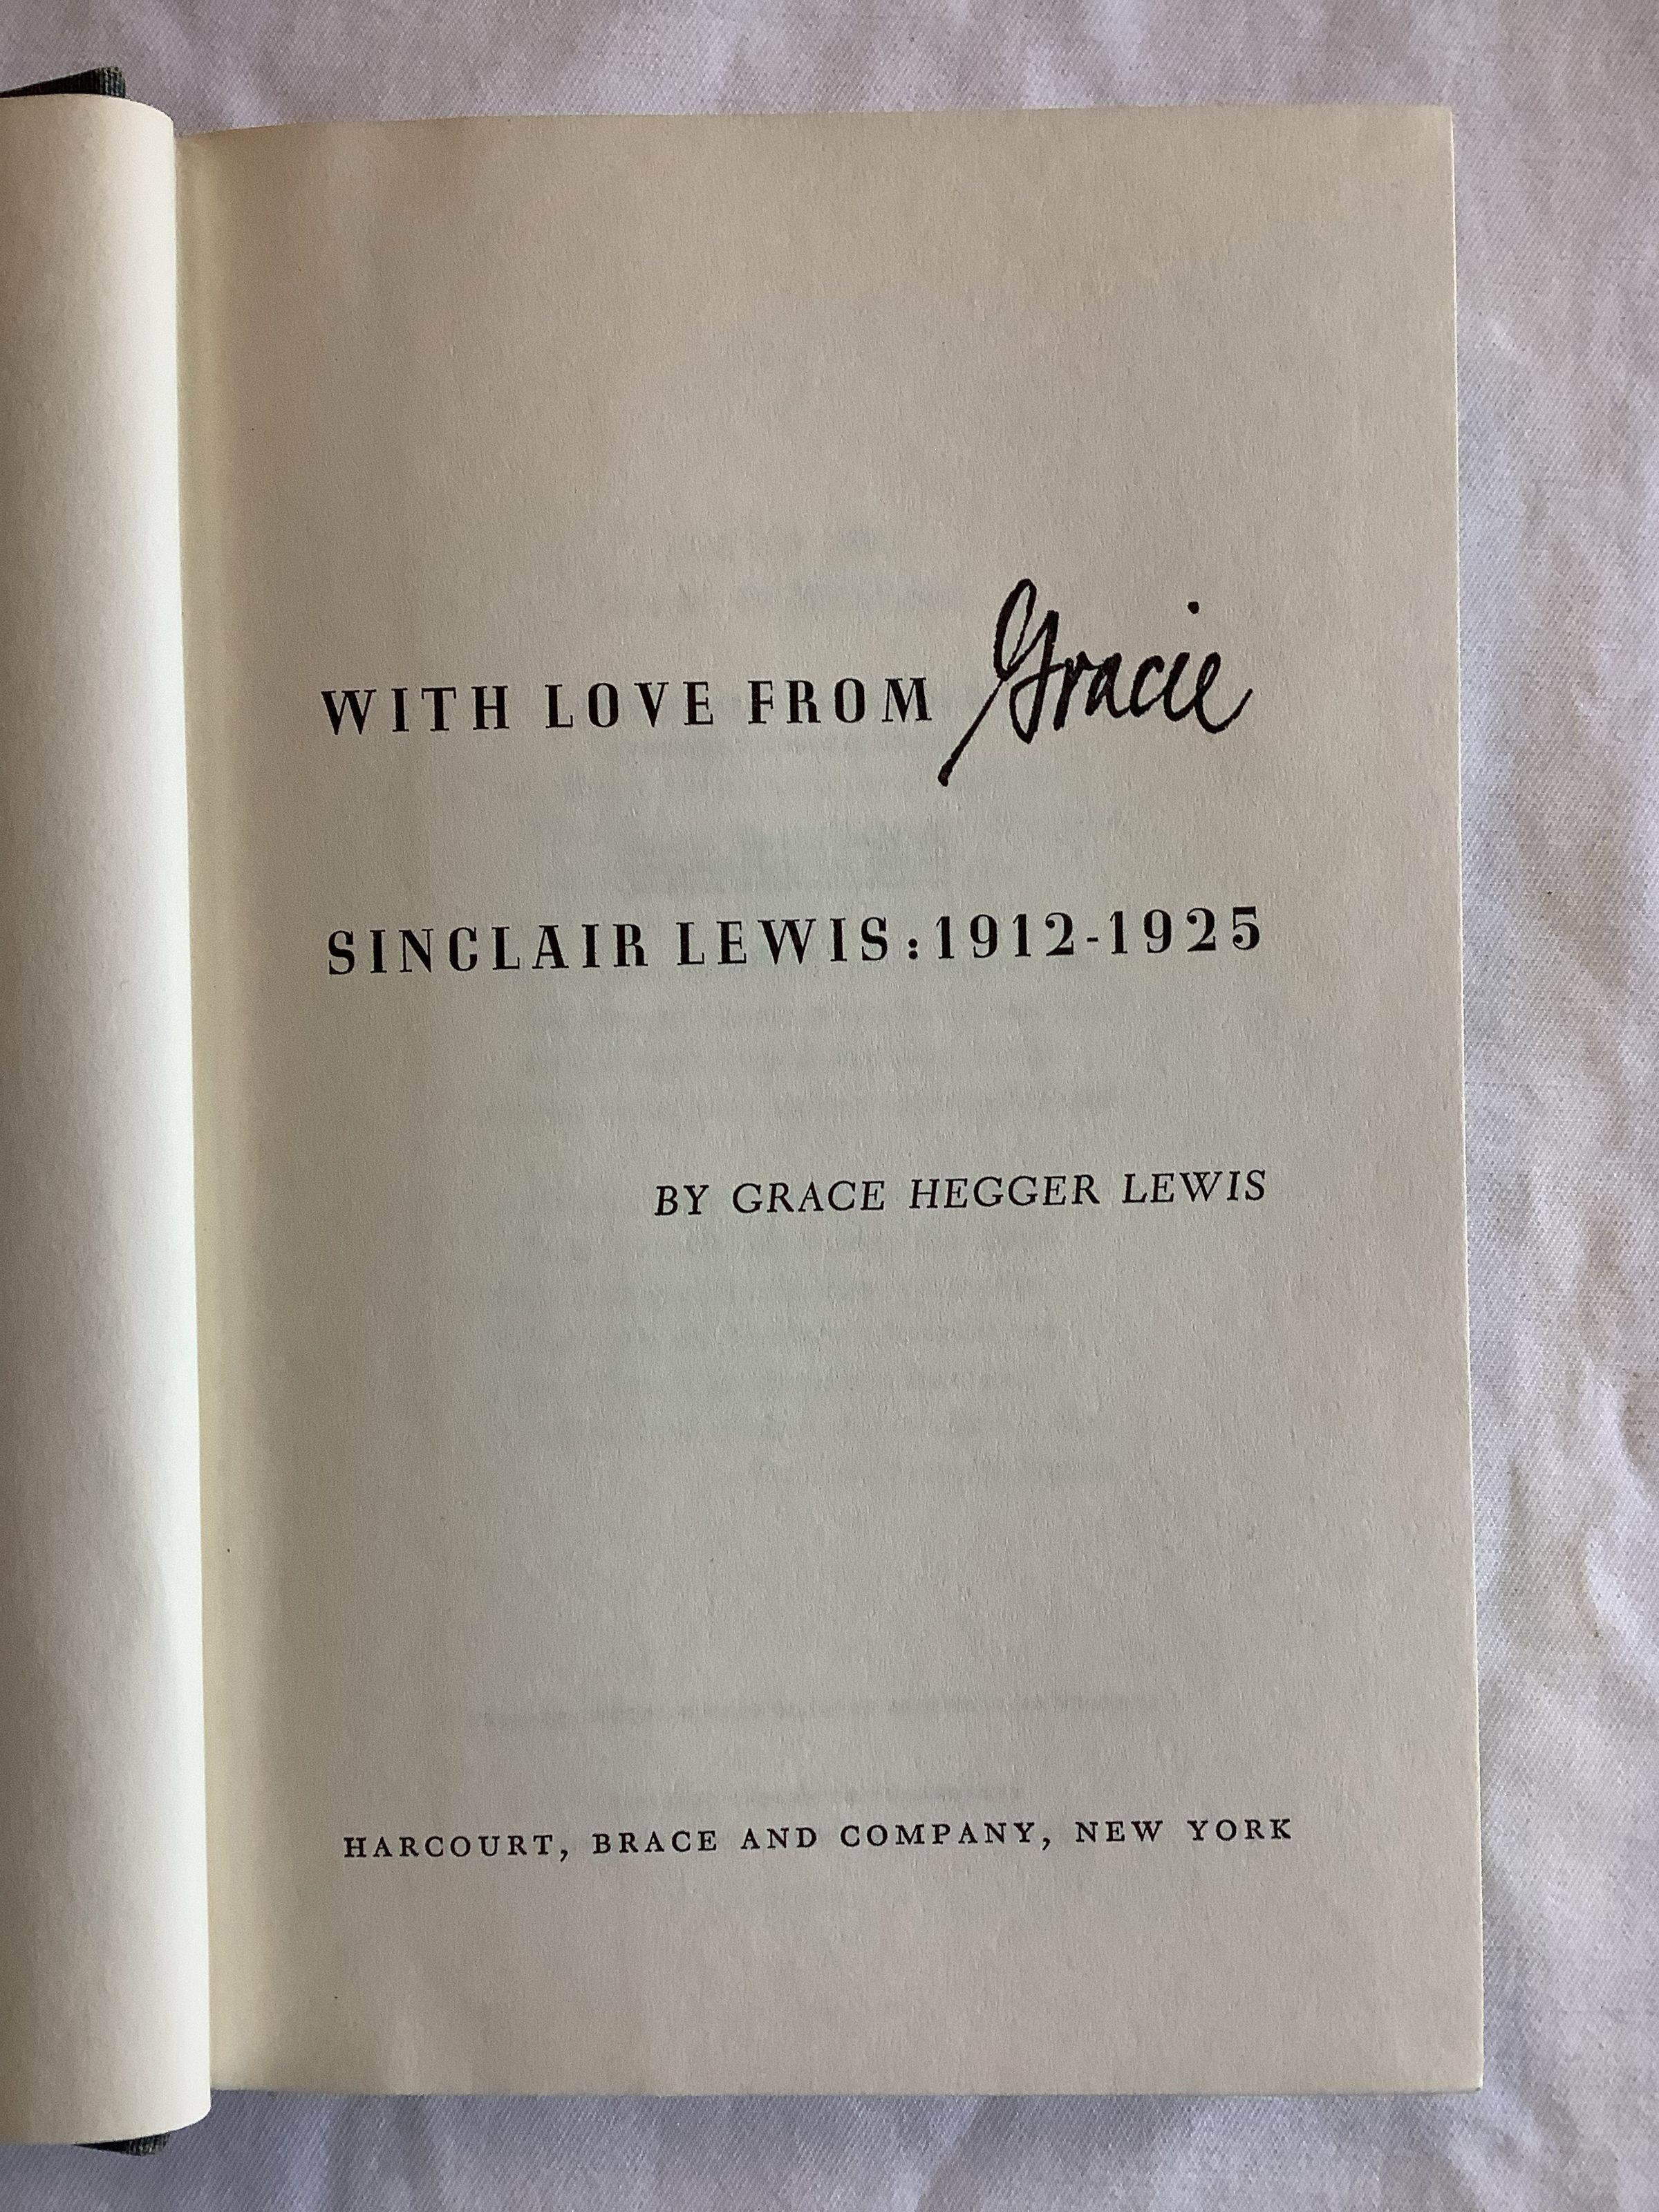 WITH LOVE FROM Gracie
SINCLAIR LEWIS: 1912-1925
BY GRACE HEGGER LEWIS
HARCOURT, BRACE AND COMPANY, NEW YORK